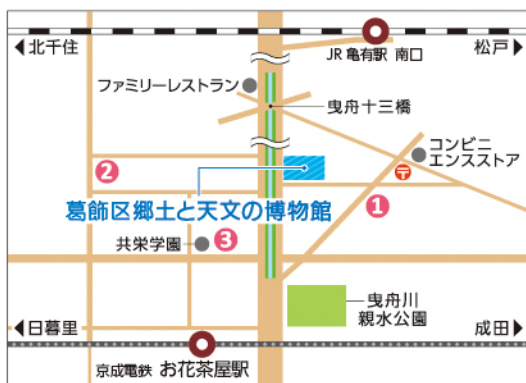 ◀北千住
JR 亀有駅 南口
松戸▶
ファミリーレストラン
曳舟十三橋
コンビニ
エンスストア
〒
2
葛飾区郷土と天文の博物館
1
共栄学園
3
曳舟川
親水公園
◀日暮里
成田▶
京成電鉄 お花茶屋駅